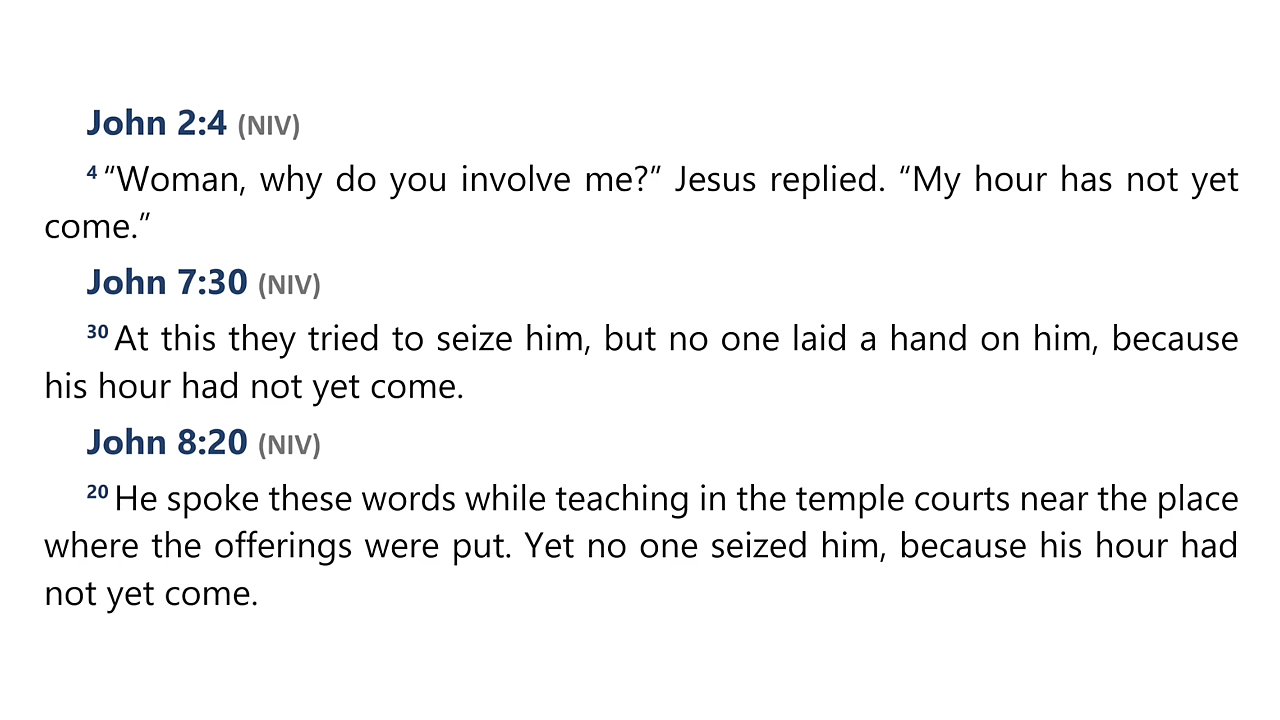 John 2:4 (NIV)
4 “Woman, why do you involve me?” Jesus replied. “My hour has not yet
come.”
John 7:30 (NIV)
30 At this they tried to seize him, but no one laid a hand on him, because
his hour had not yet come.
John 8:20 (NIV)
20 He spoke these words while teaching in the temple courts near the place
where the offerings were put. Yet no one seized him, because his hour had
not yet come.